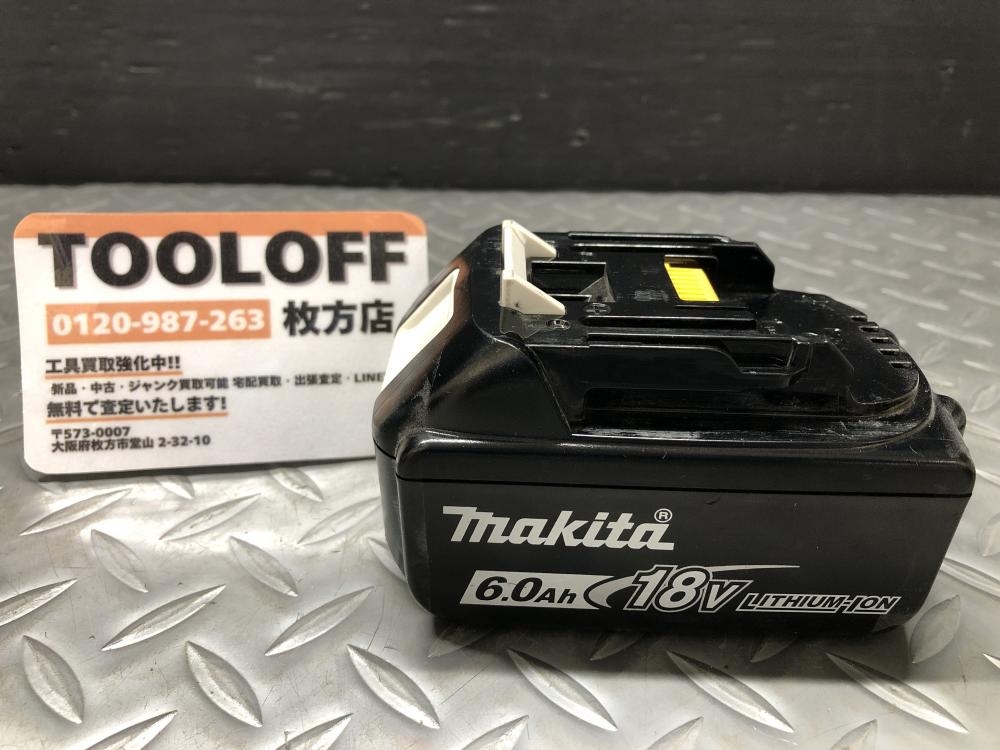 TOOLOFF
0120-987-263 枚方店
工具買取強化中!!
新品・中古・ジャンク買取可能 宅配買取・出張査定・LINE
無料で査定いたします!
〒573-0007
大阪府枚方市堂山 2-32-10
makita®
6.0Ah 18V LITHIUM-ION